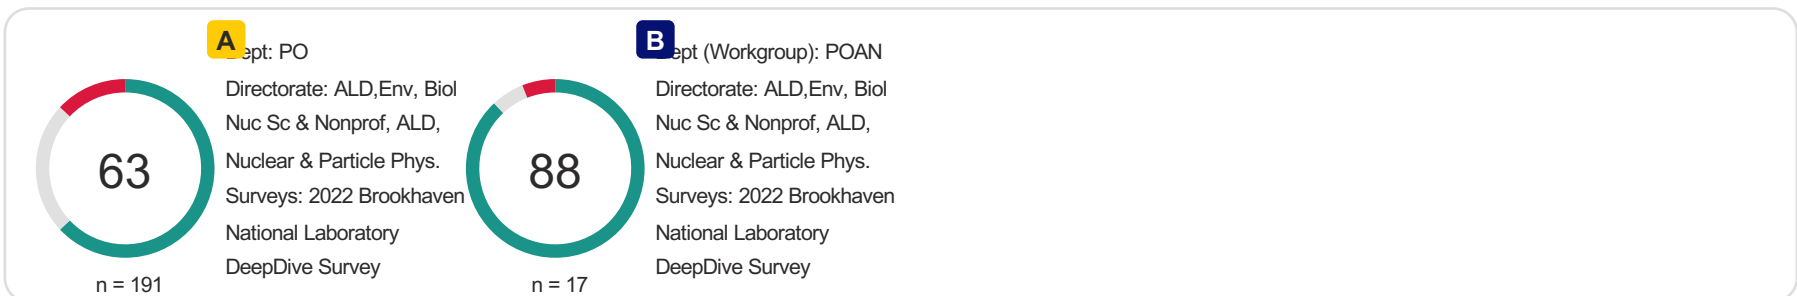 A
ept: PO
Directorate: ALD,Env, Biol
Nuc Sc & Nonprof, ALD,
Nuclear & Particle Phys.
Surveys: 2022 Brookhaven
National Laboratory
DeepDive Survey
63
n = 191
B
ept (Workgroup): POAN
Directorate: ALD,Env, Biol
Nuc Sc & Nonprof, ALD,
Nuclear & Particle Phys.
Surveys: 2022 Brookhaven
National Laboratory
DeepDive Survey
88
n = 17